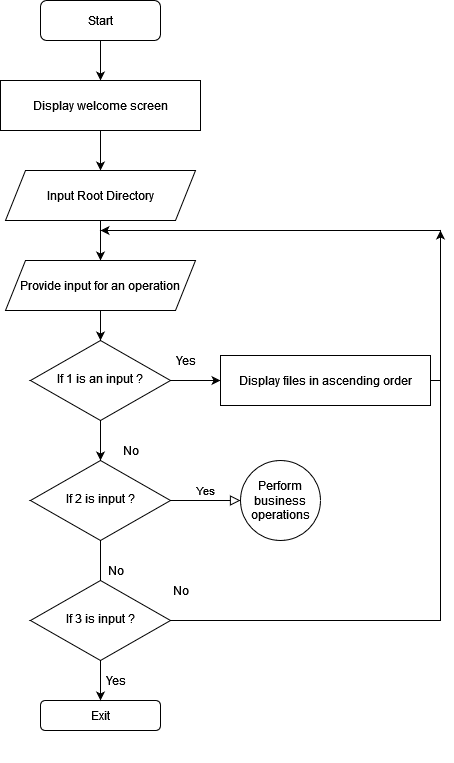 Start
Display welcome screen
Input Root Directory
Provide input for an operation
If 1 is an input ?
Yes
Display files in ascending order
No
If 2 is input ?
Yes
Perform
business
operations
No
If 3 is input ?
No
Yes
Exit